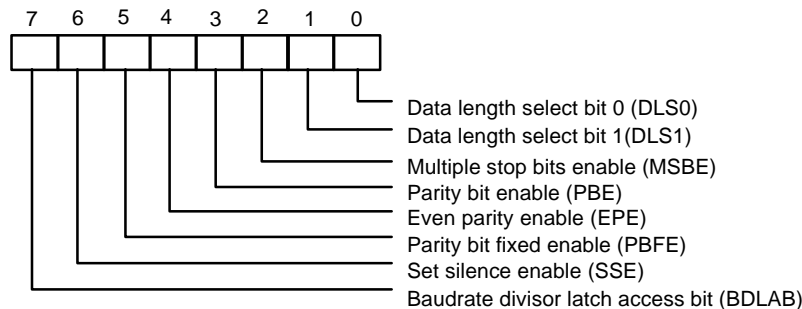 7 6 5 4 3 2 1 0
Data length select bit 0 (DLS0)
Data length select bit 1(DLS1)
Multiple stop bits enable (MSBE)
Parity bit enable (PBE)
Even parity enable (EPE)
Parity bit fixed enable (PBFE)
Set silence enable (SSE)
Baudrate divisor latch access bit (BDLAB)